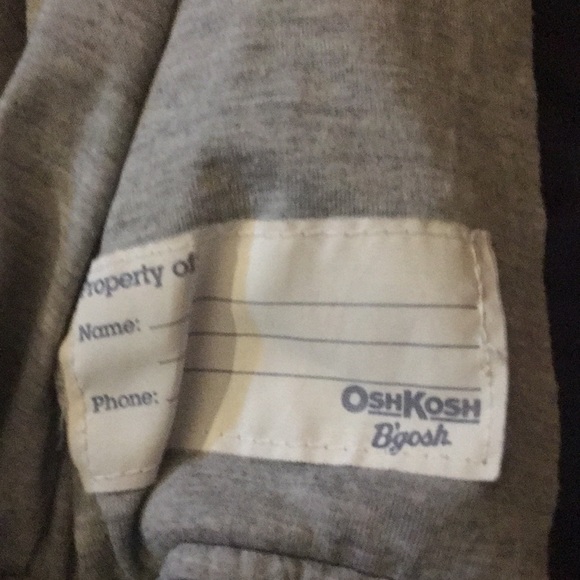 Property of
Name:
Phone:
OSHKOSH
B'gosh